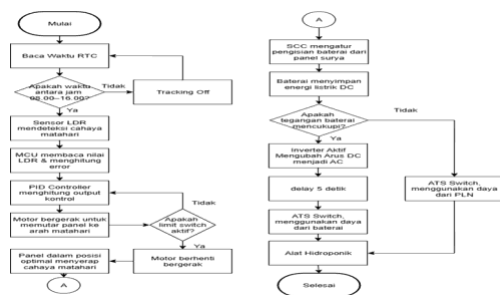 Mulai
Baca Waktu RTC
Apakah waktu
antara jam
08.00–16.00?
Tidak
Tracking Off
Ya
Sensor LDR
mendeteksi cahaya
matahari
MCU membaca nilai
LDR & menghitung
error
PID Controller
menghitung output
kontrol
Tidak
Motor bergerak untuk
memutar panel ke
arah matahari
Apakah
limit switch
aktif?
Ya
Panel dalam posisi
optimal menyerap
cahaya matahari
Motor berhenti
bergerak
A
A
SCC mengatur
pengisian baterai dari
panel surya
Baterai menyimpan
energi listrik DC
Apakah
tegangan baterai
mencukupi?
Tidak
Ya
Inverter Aktif
Mengubah Arus DC
menjadi AC
delay 5 detik
ATS Switch,
menggunakan daya
dari PLN
ATS Switch,
menggunakan daya
dari baterai
Alat Hidroponik
Selesai